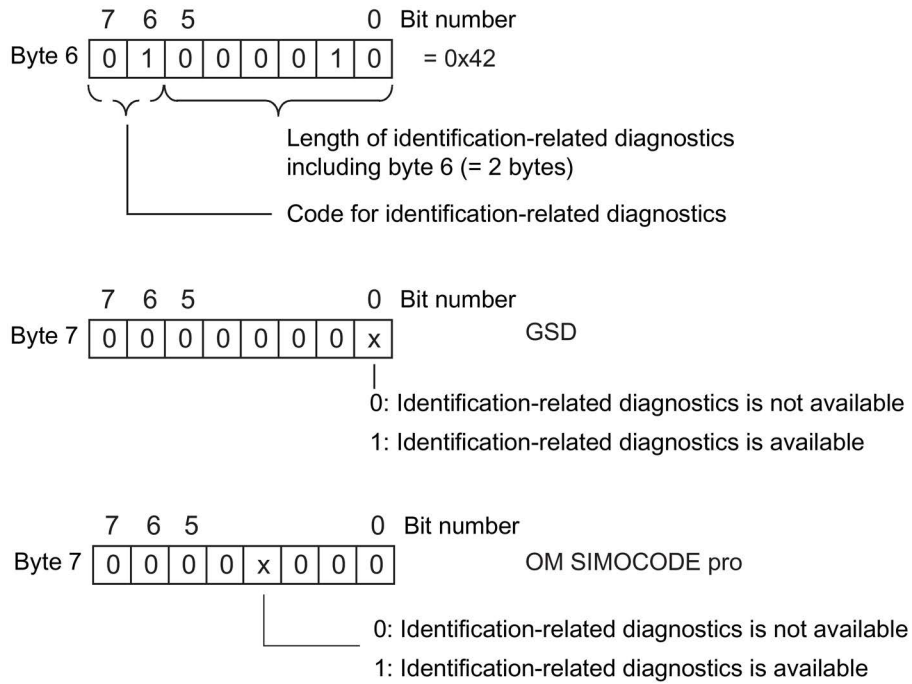 7 6 5 0 Bit number
Byte 6 0 1 0 0 0 0 1 0 = 0x42
Length of identification-related diagnostics
including byte 6 (= 2 bytes)
Code for identification-related diagnostics
7 6 5 0 Bit number
Byte 7 0 0 0 0 0 0 0 x GSD
0: Identification-related diagnostics is not available
1: Identification-related diagnostics is available
7 6 5 0 Bit number
Byte 7 0 0 0 0 x 0 0 0 OM SIMOCODE pro
0: Identification-related diagnostics is not available
1: Identification-related diagnostics is available